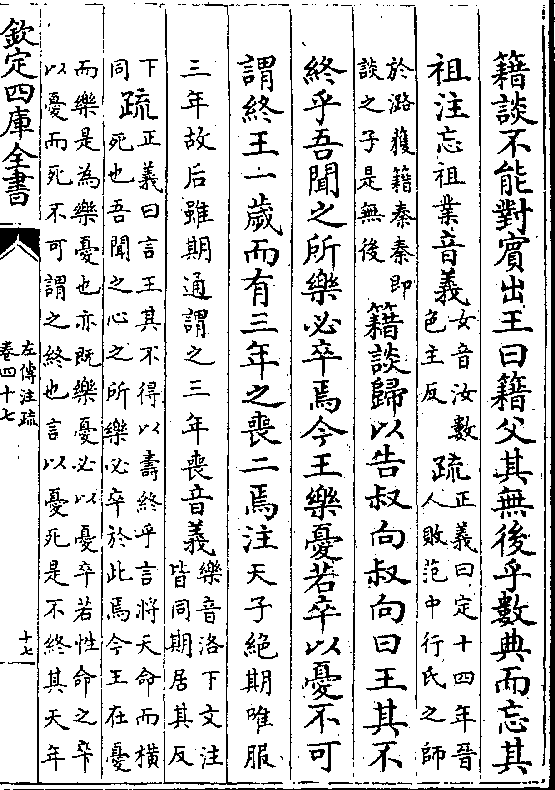 籍談不能對賓出王曰籍父其無後乎數典而忘其
祖注忘祖業音義女音汝數色主反疏正義曰定十四年晉人敗范中行氏之師
於潞獲籍秦秦即談之子是無後籍談歸以告叔向叔向曰王其不
終乎吾聞之所樂必卒焉今王樂憂若卒以憂不可
謂終王一歲而有三年之喪二焉注天子絶期唯服
三年故后雖期通謂之三年喪音義樂音洛下文注皆同期居其反
下同疏正義曰言王其不得以壽終乎言將天命而橫死也吾聞之心之所樂必卒於此焉今王在憂
而樂是為樂憂也亦既樂憂必以憂卒若性命之卒
以憂而死不可謂之終也言以憂死是不終其天年
欽定四庫全書
左傳注疏
卷四十七
十七